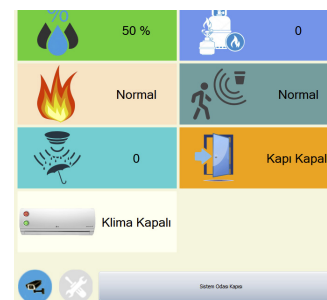 %
50 %
0
Normal
Normal
0
Kapı Kapal
Klima Kapalı
Sistem Odası Kapısı